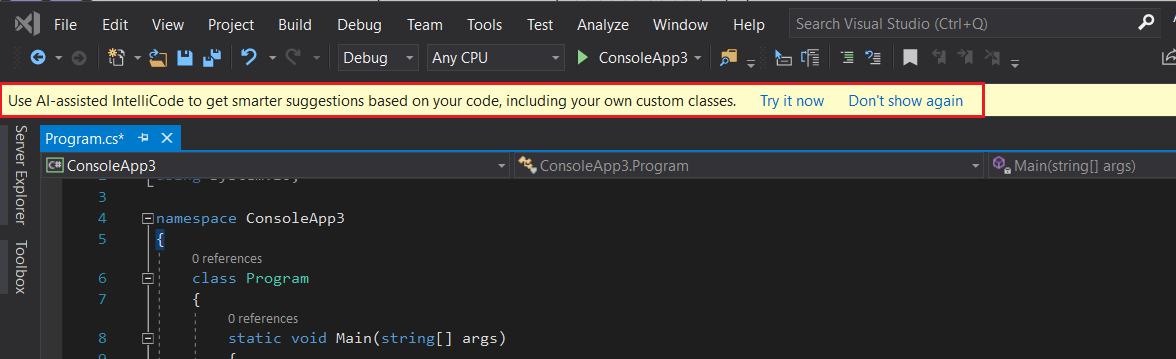 File Edit View Project Build Debug Team Tools Test Analyze Window Help Search Visual Studio (Ctrl+Q)
Debug Any CPU ConsoleApp3
Use AI-assisted IntelliCode to get smarter suggestions based on your code, including your own custom classes. Try it now Don't show again
Server Explorer
Toolbox
Program.cs*
C# ConsoleApp3 ConsoleApp3.Program Main(string[] args)
3
4 namespace ConsoleApp3
5 {
0 references
6 class Program
7 {
0 references
8 static void Main(string[] args)
9 {